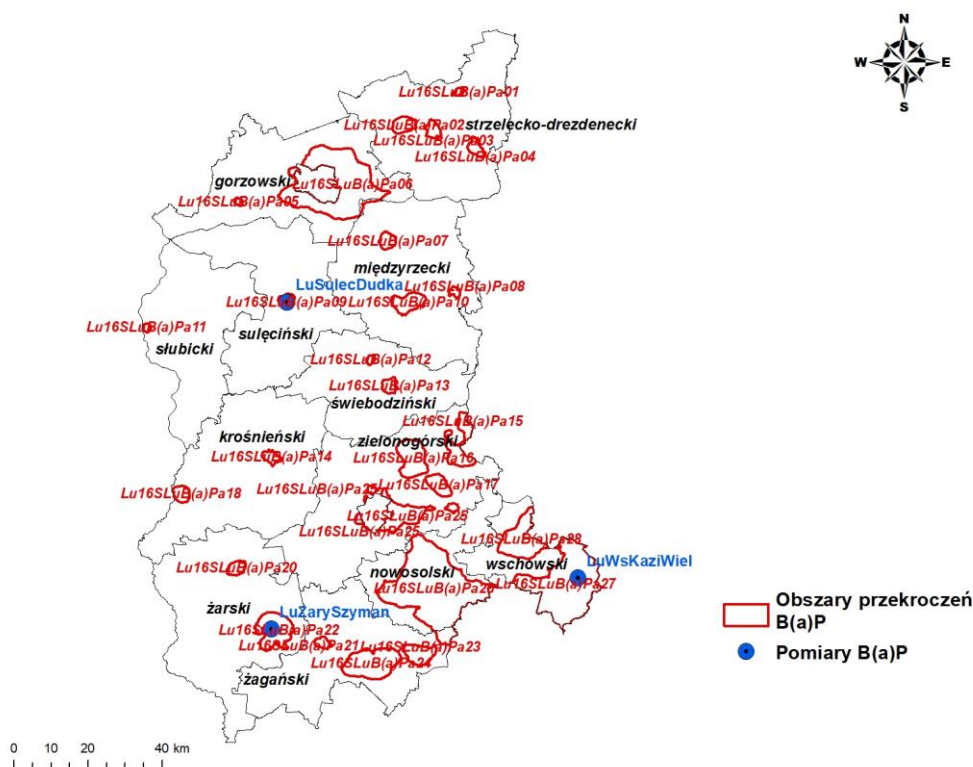 N
W
E
S
Lu16SLuB(a)Pa01
Lu16SLuB(a)Pa02
strzelecko-drezdenecki
Lu16SLuB(a)Pa03
Lu16SLuB(a)Pa04
gorzowski
Lu16SLuB(a)Pa06
Lu16SLuB(a)Pa05
Lu16SLuB(a)Pa07
międzyrzecki
LuSulecDudka
Lu16SLuB(a)Pa08
Lu16SLuB(a)Pa09
Lu16SLuB(a)Pa10
Lu16SLuB(a)Pa11
sulęciński
słubicki
Lu16SLuB(a)Pa12
Lu16SLuB(a)Pa13
świebodziński
Lu16SLuB(a)Pa15
krośnieński
zielonogórski
Lu16SLuB(a)Pa14
Lu16SLuB(a)Pa16
Lu16SLuB(a)Pa17
Lu16SLuB(a)Pa18
Lu16SLuB(a)Pa25
Lu16SLuB(a)Pa25
Lu16SLuB(a)Pa25
Lu16SLuB(a)Pa28
LuWsKaziWiel
wschowski
Lu16SLuB(a)Pa20
nowosolski
Lu16SLuB(a)Pa27
Lu16SLuB(a)Pa26
żarski
LuZarySzyman
Lu16SLuB(a)Pa22
Lu16SLuB(a)Pa21
Lu16SLuB(a)Pa23
Lu16SLuB(a)Pa24
żagański
Obszary przekroczeń
B(a)P
Pomiary B(a)P
0 10 20 40 km